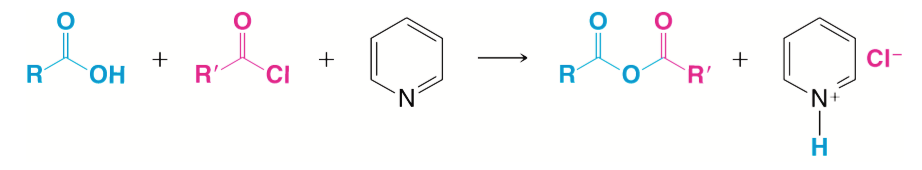 O O O O
R OH + R′ Cl + N → R O R′ + N+ Cl−
H